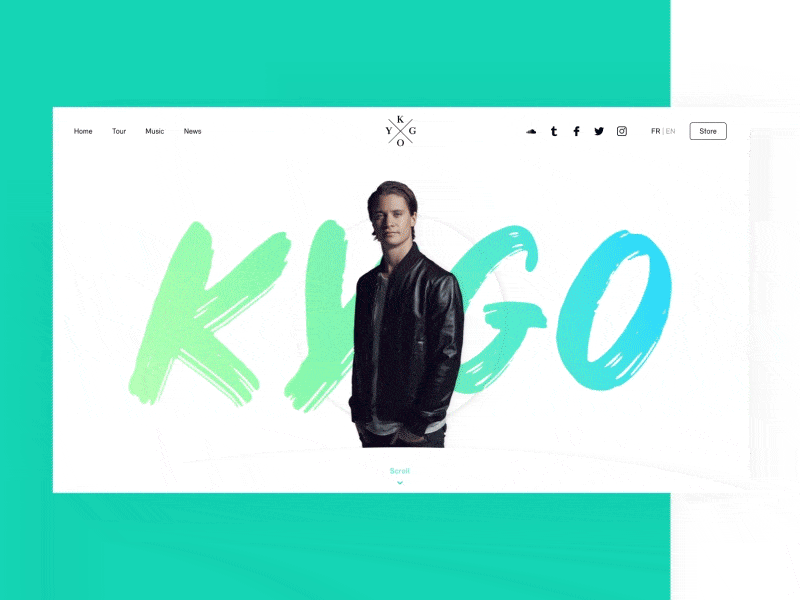 Home Tour Music News
K
Y G
O
FR | EN Store
KYGO
Scroll